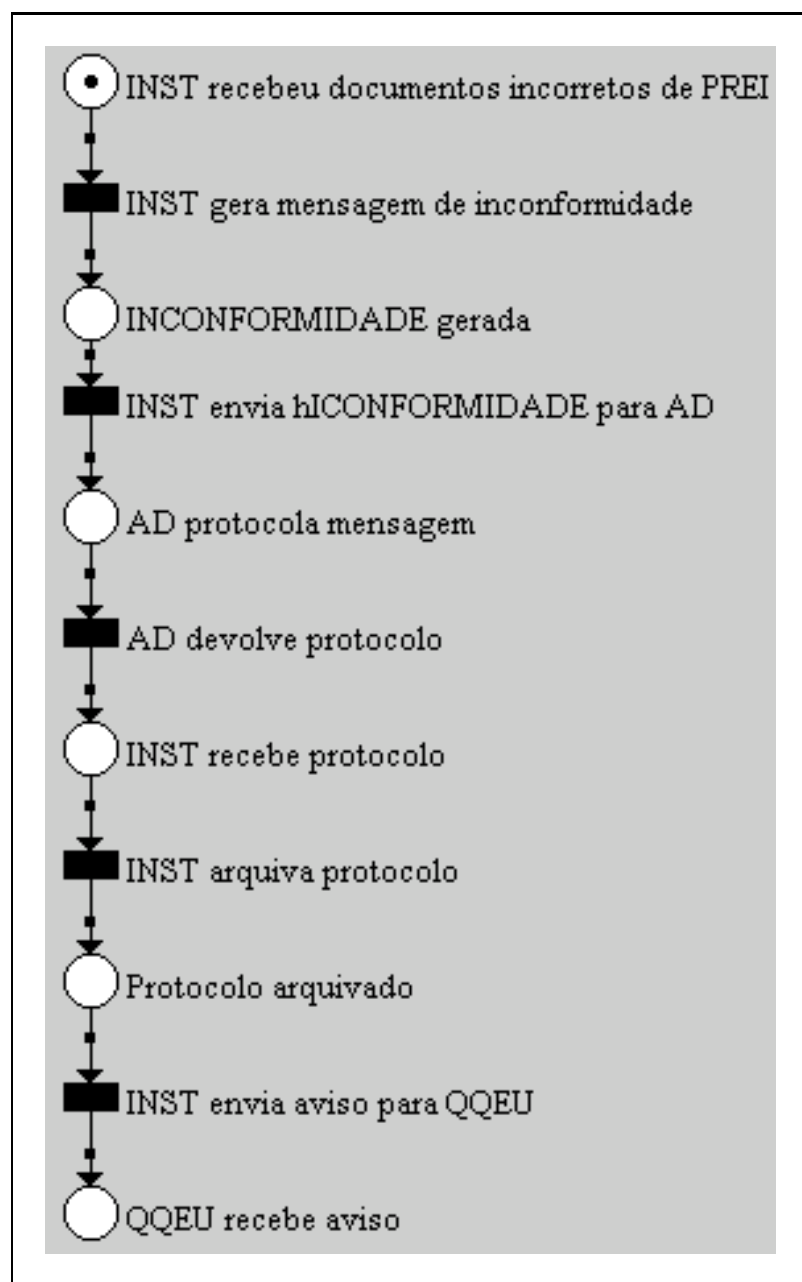 INST recebeu documentos incorretos de PREI
INST gera mensagem de inconformidade
INCONFORMIDADE gerada
INST envia hICONFORMIDADE para AD
AD protocola mensagem
AD devolve protocolo
INST recebe protocolo
INST arquiva protocolo
Protocolo arquivado
INST envia aviso para QQEU
QQEU recebe aviso